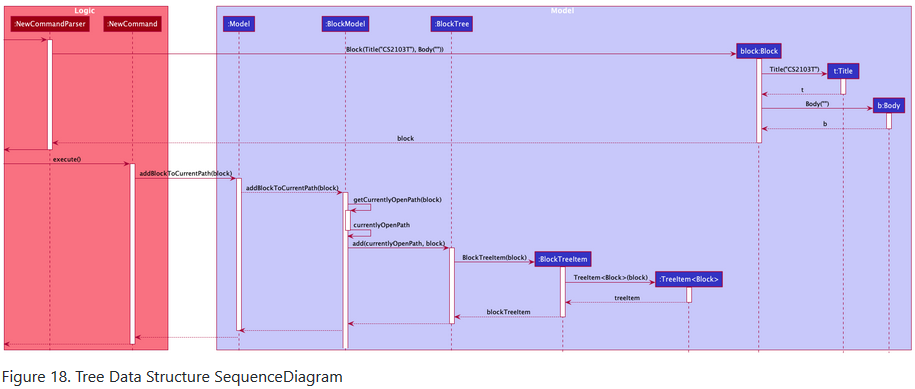 Logic
Model
:NewCommandParser
:NewCommand
:Model
:BlockModel
:BlockTree
Block(Title("CS2103T"), Body(""))
block:Block
Title("CS2103T")
t:Title
t
Body("")
b:Body
b
block
execute()
addBlockToCurrentPath(block)
addBlockToCurrentPath(block)
getCurrentlyOpenPath(block)
currentlyOpenPath
add(currentlyOpenPath, block)
BlockTreeItem(block)
:BlockTreeItem
TreeItem<Block>(block)
:TreeItem<Block>
treeItem
blockTreeItem
Figure 18. Tree Data Structure SequenceDiagram